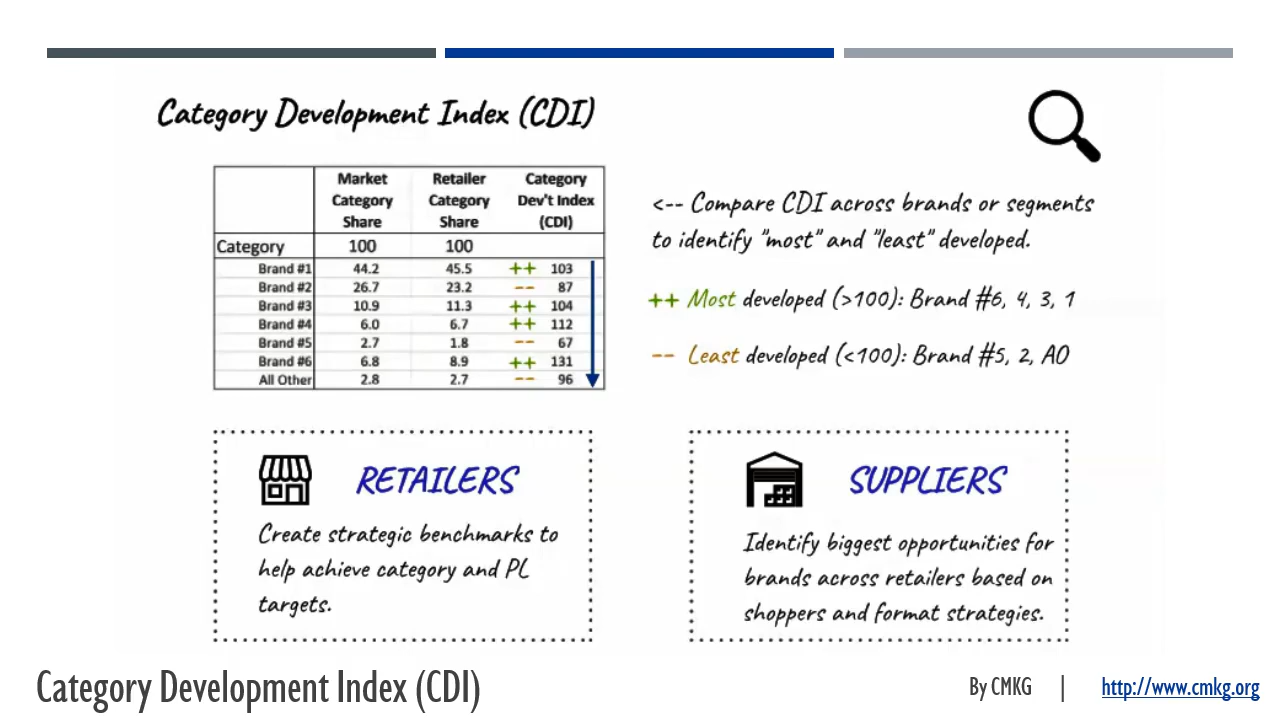 Category Development Index (CDI)
Market Category Share
Retailer Category Share
Category Dev't Index (CDI)
Category 100 100
Brand #1 44.2 45.5 ++ 103
Brand #2 26.7 23.2 -- 87
Brand #3 10.9 11.3 ++ 104
Brand #4 6.0 6.7 ++ 112
Brand #5 2.7 1.8 -- 67
Brand #6 6.8 8.9 ++ 131
All Other 2.8 2.7 -- 96
<-- Compare CDI across brands or segments
to identify "most" and "least" developed.
++ Most developed (>100): Brand #6, 4, 3, 1
-- Least developed (<100): Brand #5, 2, AO
RETAILERS
Create strategic benchmarks to
help achieve category and PL
targets.
SUPPLIERS
Identify biggest opportunities for
brands across retailers based on
shoppers and format strategies.
Category Development Index (CDI)
By CMKG | http://www.cmkg.org